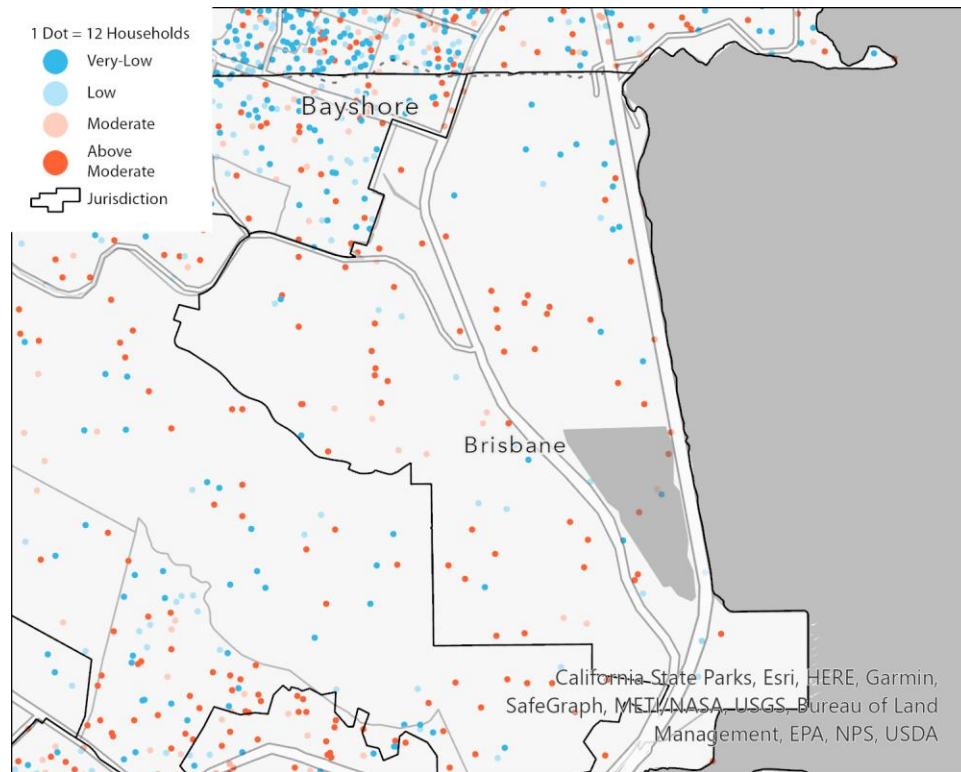 1 Dot = 12 Households
Very-Low
Low
Moderate
Above
Moderate
Jurisdiction
Bayshore
Brisbane
California State Parks, Esri, HERE, Garmin,
SafeGraph, METI/NASA, USGS, Bureau of Land
Management, EPA, NPS, USDA